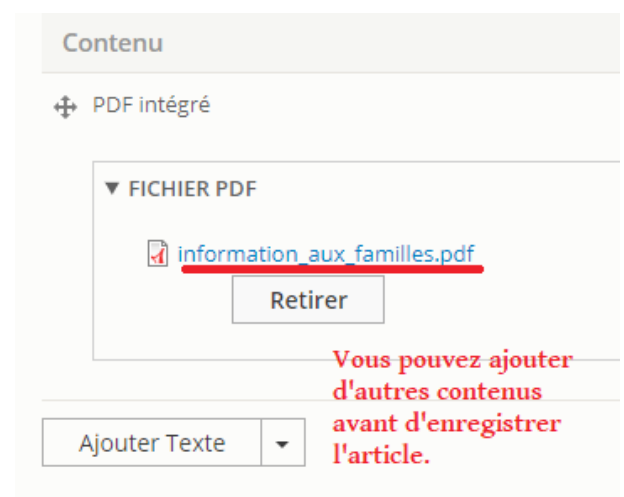 Contenu
PDF intégré
▼ FICHIER PDF
information_aux_familles.pdf
Retirer
Vous pouvez ajouter
d'autres contenus
avant d'enregistrer
l'article.
Ajouter Texte